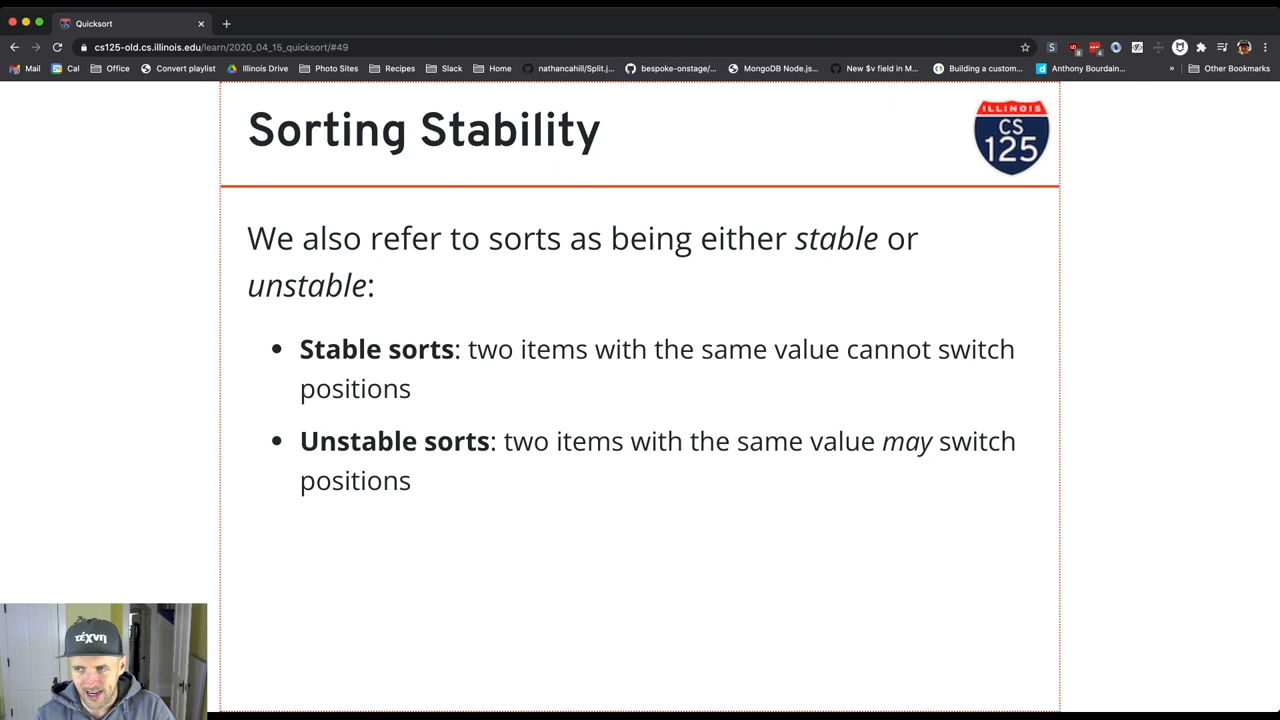 Quicksort
cs125-old.cs.illinois.edu/learn/2020_04_15_quicksort/#49
Mail Cal Office Convert playlist Illinois Drive Photo Sites Recipes Slack Home nathancahill/Split.j... bespoke-onstage/... MongoDB Node.js... New $v field in M... Building a custom... Anthony Bourdain... » Other Bookmarks
Sorting Stability
ILLINOIS
CS
125
We also refer to sorts as being either stable or
unstable:
• Stable sorts: two items with the same value cannot switch
positions
• Unstable sorts: two items with the same value may switch
positions
τέχνη